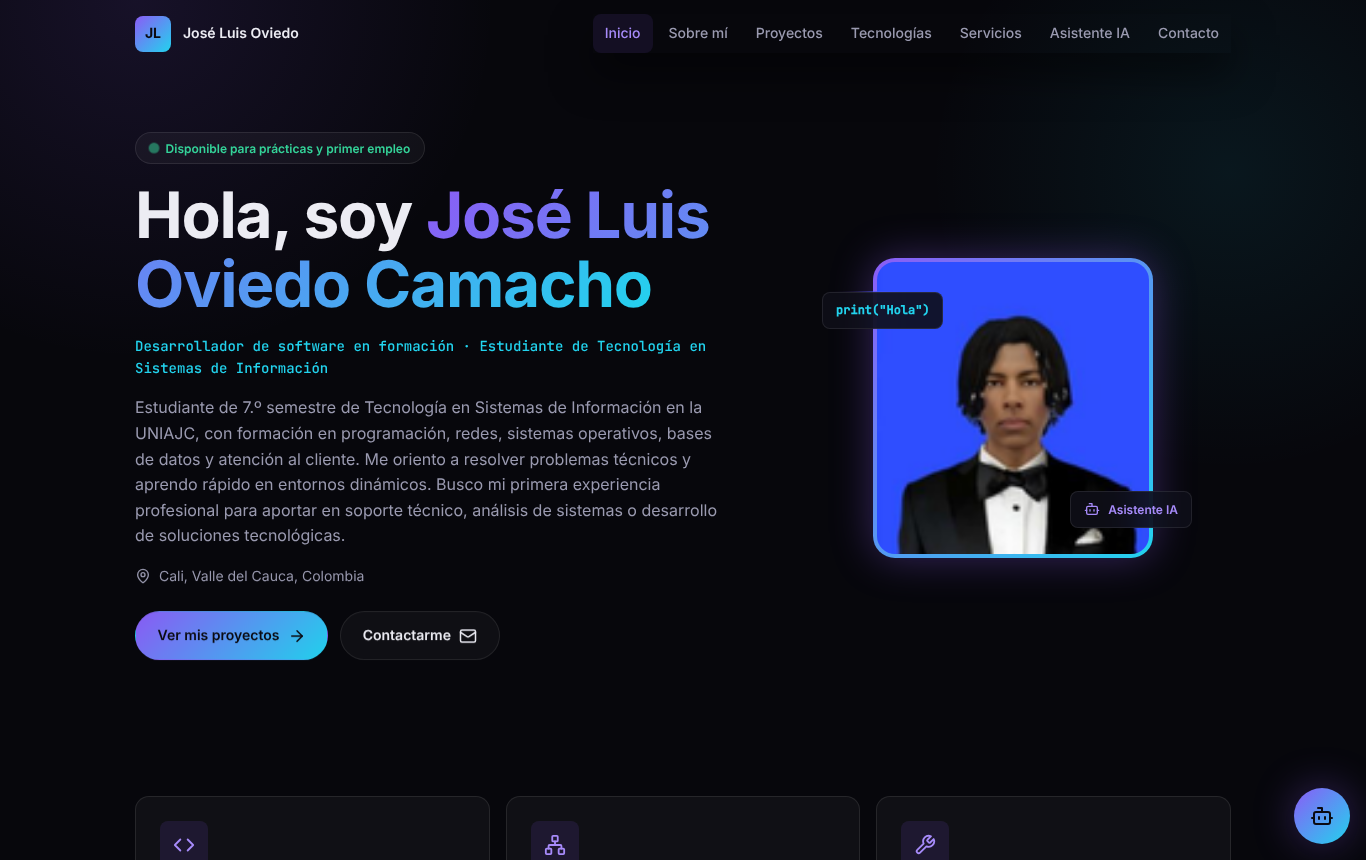 JL
José Luis Oviedo
Inicio
Sobre mí
Proyectos
Tecnologías
Servicios
Asistente IA
Contacto
Disponible para prácticas y primer empleo
Hola, soy José Luis
Oviedo Camacho
Desarrollador de software en formación · Estudiante de Tecnología en
Sistemas de Información
Estudiante de 7.º semestre de Tecnología en Sistemas de Información en la
UNIAJC, con formación en programación, redes, sistemas operativos, bases
de datos y atención al cliente. Me oriento a resolver problemas técnicos y
aprendo rápido en entornos dinámicos. Busco mi primera experiencia
profesional para aportar en soporte técnico, análisis de sistemas o desarrollo
de soluciones tecnológicas.
Cali, Valle del Cauca, Colombia
Ver mis proyectos
Contactarme
print("Hola")
Asistente IA